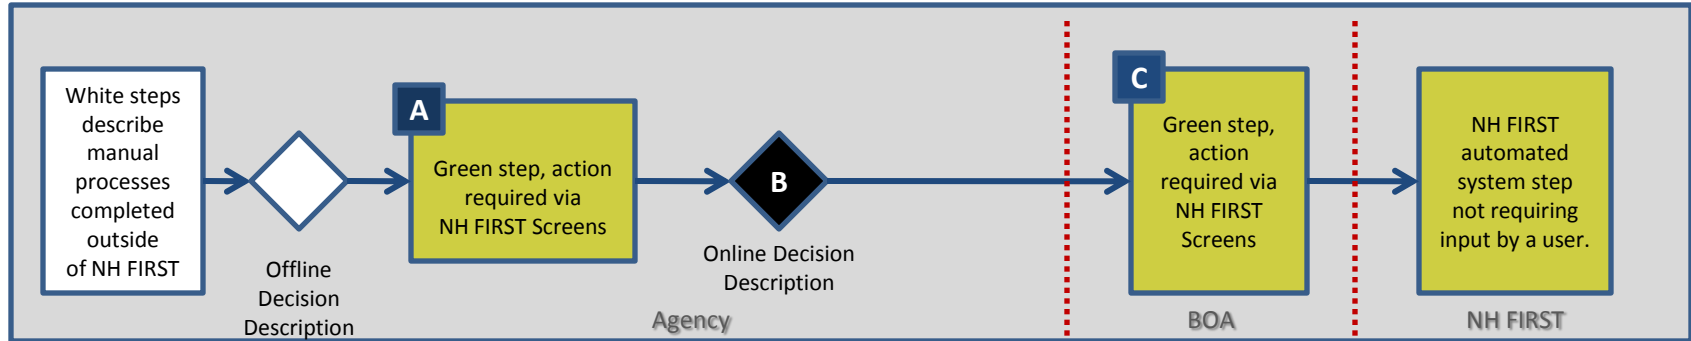 White steps
describe
manual
processes
completed
outside
of NH FIRST
Offline
Decision
Description
A
Green step, action
required via
NH FIRST Screens
B
Online Decision
Description
Agency
C
Green step,
action
required via
NH FIRST
Screens
BOA
NH FIRST
automated
system step
not requiring
input by a user.
NH FIRST